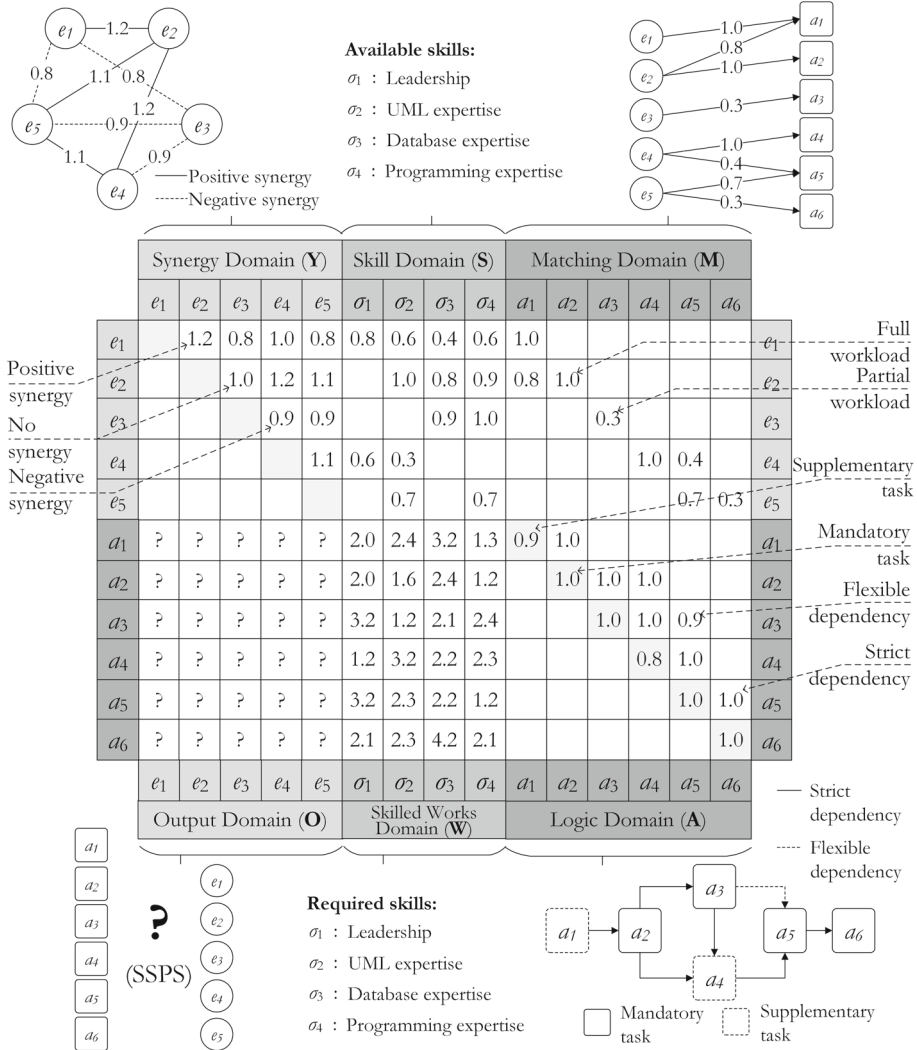 e1 1.2 e2
0.8 1.1 0.8
1.2
e5 0.9 e3
1.1 0.9
e4
Positive synergy
Negative synergy
Available skills:
σ1 : Leadership
σ2 : UML expertise
σ3 : Database expertise
σ4 : Programming expertise
e1 1.0 a1
0.8
e2 1.0 a2
e3 0.3 a3
e4 1.0 a4
0.4
e5 0.7 a5
0.3 a6
Synergy Domain (Y) Skill Domain (S) Matching Domain (M)
e1 e2 e3 e4 e5 σ1 σ2 σ3 σ4 a1 a2 a3 a4 a5 a6
e1 1.2 0.8 1.0 0.8 0.8 0.6 0.4 0.6 1.0 e1
e2 1.0 1.2 1.1 1.0 0.8 0.9 0.8 1.0 e2
e3 0.9 0.9 0.9 1.0 0.3 e3
e4 1.1 0.6 0.3 1.0 0.4 e4
e5 0.7 0.7 0.7 0.3 e5
a1 ? ? ? ? ? 2.0 2.4 3.2 1.3 0.9 1.0 a1
a2 ? ? ? ? ? 2.0 1.6 2.4 1.2 1.0 1.0 1.0 a2
a3 ? ? ? ? ? 3.2 1.2 2.1 2.4 1.0 1.0 0.9 a3
a4 ? ? ? ? ? 1.2 3.2 2.2 2.3 0.8 1.0 a4
a5 ? ? ? ? ? 3.2 2.3 2.2 1.2 1.0 1.0 a5
a6 ? ? ? ? ? 2.1 2.3 4.2 2.1 1.0 a6
e1 e2 e3 e4 e5 σ1 σ2 σ3 σ4 a1 a2 a3 a4 a5 a6
Output Domain (O) Skilled Works Domain (W) Logic Domain (A)
Positive
synergy
No
synergy
Negative
synergy
Full
workload
Partial
workload
Supplementary
task
Mandatory
task
Flexible
dependency
Strict
dependency
Strict
dependency
Flexible
dependency
a1
a2
a3
a4
a5
a6
?
(SSPS)
e1
e2
e3
e4
e5
Required skills:
σ1 : Leadership
σ2 : UML expertise
σ3 : Database expertise
σ4 : Programming expertise
a3
a1 a2 a5 a6
a4
Mandatory
task
Supplementary
task